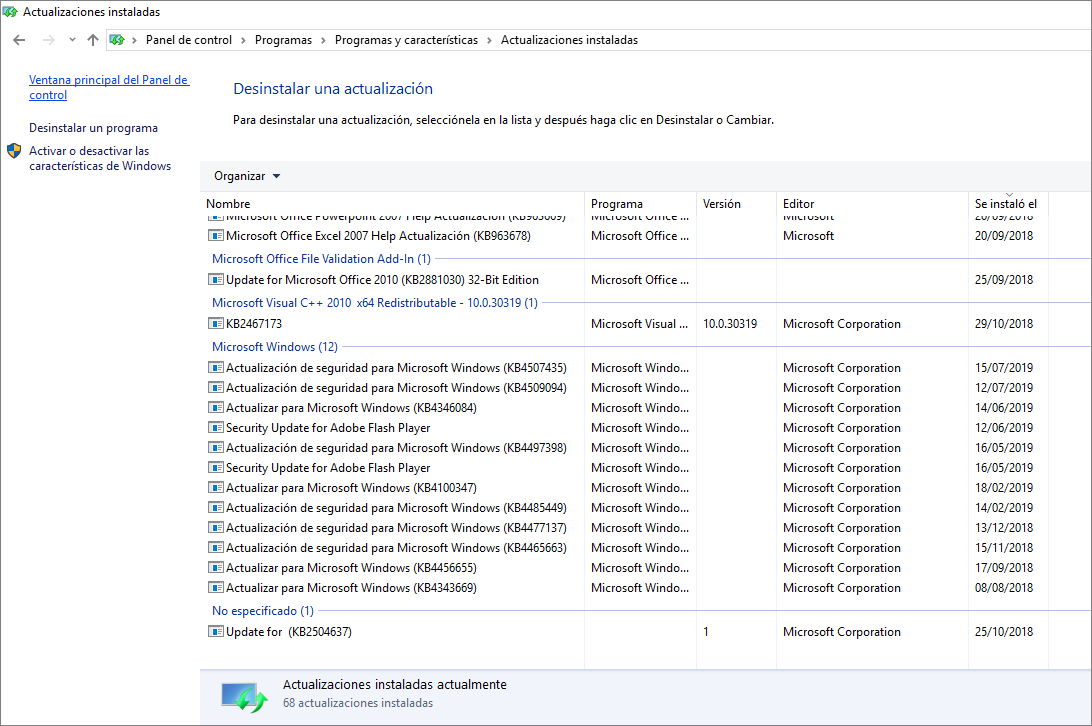 Actualizaciones instaladas
Panel de control > Programas > Programas y características > Actualizaciones instaladas
Ventana principal del Panel de
control
Desinstalar un programa
Activar o desactivar las
características de Windows
Desinstalar una actualización
Para desinstalar una actualización, selecciónela en la lista y después haga clic en Desinstalar o Cambiar.
Organizar
Nombre Programa Versión Editor Se instaló el
Microsoft Office Powerpoint 2007 Help Actualización (KB963669) Microsoft Office ... Microsoft 20/09/2018
Microsoft Office Excel 2007 Help Actualización (KB963678) Microsoft Office ... Microsoft 20/09/2018
Microsoft Office File Validation Add-In (1)
Update for Microsoft Office 2010 (KB2881030) 32-Bit Edition Microsoft Office ... 25/09/2018
Microsoft Visual C++ 2010 x64 Redistributable - 10.0.30319 (1)
KB2467173 Microsoft Visual ... 10.0.30319 Microsoft Corporation 29/10/2018
Microsoft Windows (12)
Actualización de seguridad para Microsoft Windows (KB4507435) Microsoft Windo... Microsoft Corporation 15/07/2019
Actualización de seguridad para Microsoft Windows (KB4509094) Microsoft Windo... Microsoft Corporation 12/07/2019
Actualizar para Microsoft Windows (KB4346084) Microsoft Windo... Microsoft Corporation 14/06/2019
Security Update for Adobe Flash Player Microsoft Windo... Microsoft Corporation 12/06/2019
Actualización de seguridad para Microsoft Windows (KB4497398) Microsoft Windo... Microsoft Corporation 16/05/2019
Security Update for Adobe Flash Player Microsoft Windo... Microsoft Corporation 16/05/2019
Actualizar para Microsoft Windows (KB4100347) Microsoft Windo... Microsoft Corporation 18/02/2019
Actualización de seguridad para Microsoft Windows (KB4485449) Microsoft Windo... Microsoft Corporation 14/02/2019
Actualización de seguridad para Microsoft Windows (KB4477137) Microsoft Windo... Microsoft Corporation 13/12/2018
Actualización de seguridad para Microsoft Windows (KB4465663) Microsoft Windo... Microsoft Corporation 15/11/2018
Actualizar para Microsoft Windows (KB4456655) Microsoft Windo... Microsoft Corporation 17/09/2018
Actualizar para Microsoft Windows (KB4343669) Microsoft Windo... Microsoft Corporation 08/08/2018
No especificado (1)
Update for (KB2504637) 1 Microsoft Corporation 25/10/2018
Actualizaciones instaladas actualmente
68 actualizaciones instaladas